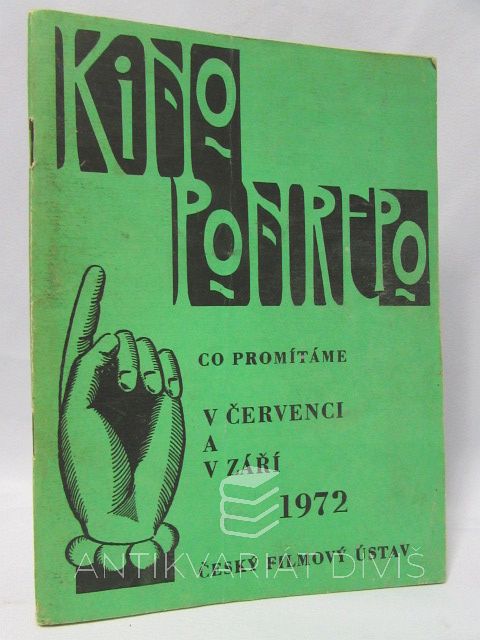 KINO
PONREPO
CO PROMÍTÁME
V ČERVENCI
A
V ZÁŘÍ
1972
ČESKÝ FILMOVÝ ÚSTAV
ANTIKVARIÁT DIVIŠ